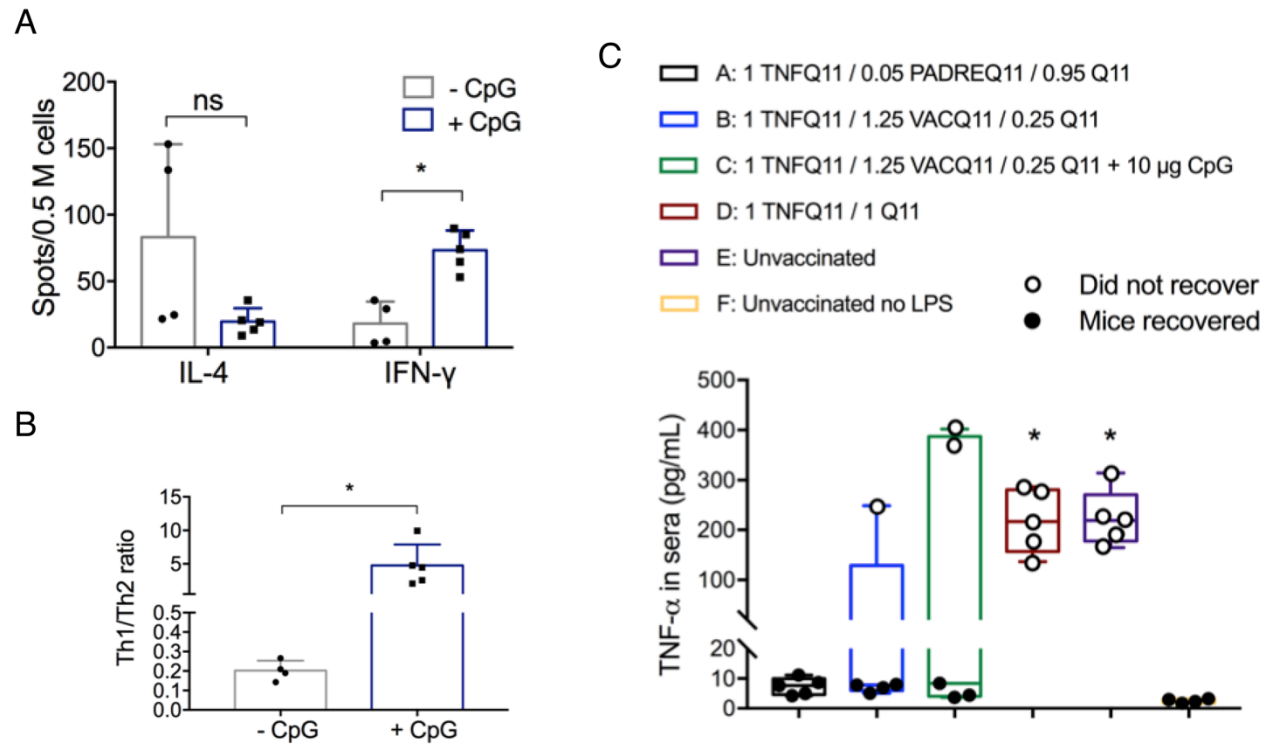 A
200
150
100
50
0
Spots/0.5 M cells
ns
*
- CpG
+ CpG
IL-4
IFN-γ
B
15
10
5
0.5
0.4
0.3
0.2
0.1
0.0
Th1/Th2 ratio
*
- CpG
+ CpG
C
A: 1 TNFQ11 / 0.05 PADREQ11 / 0.95 Q11
B: 1 TNFQ11 / 1.25 VACQ11 / 0.25 Q11
C: 1 TNFQ11 / 1.25 VACQ11 / 0.25 Q11 + 10 µg CpG
D: 1 TNFQ11 / 1 Q11
E: Unvaccinated
F: Unvaccinated no LPS
Did not recover
Mice recovered
500
400
300
200
100
20
10
0
TNF-α in sera (pg/mL)
*
*